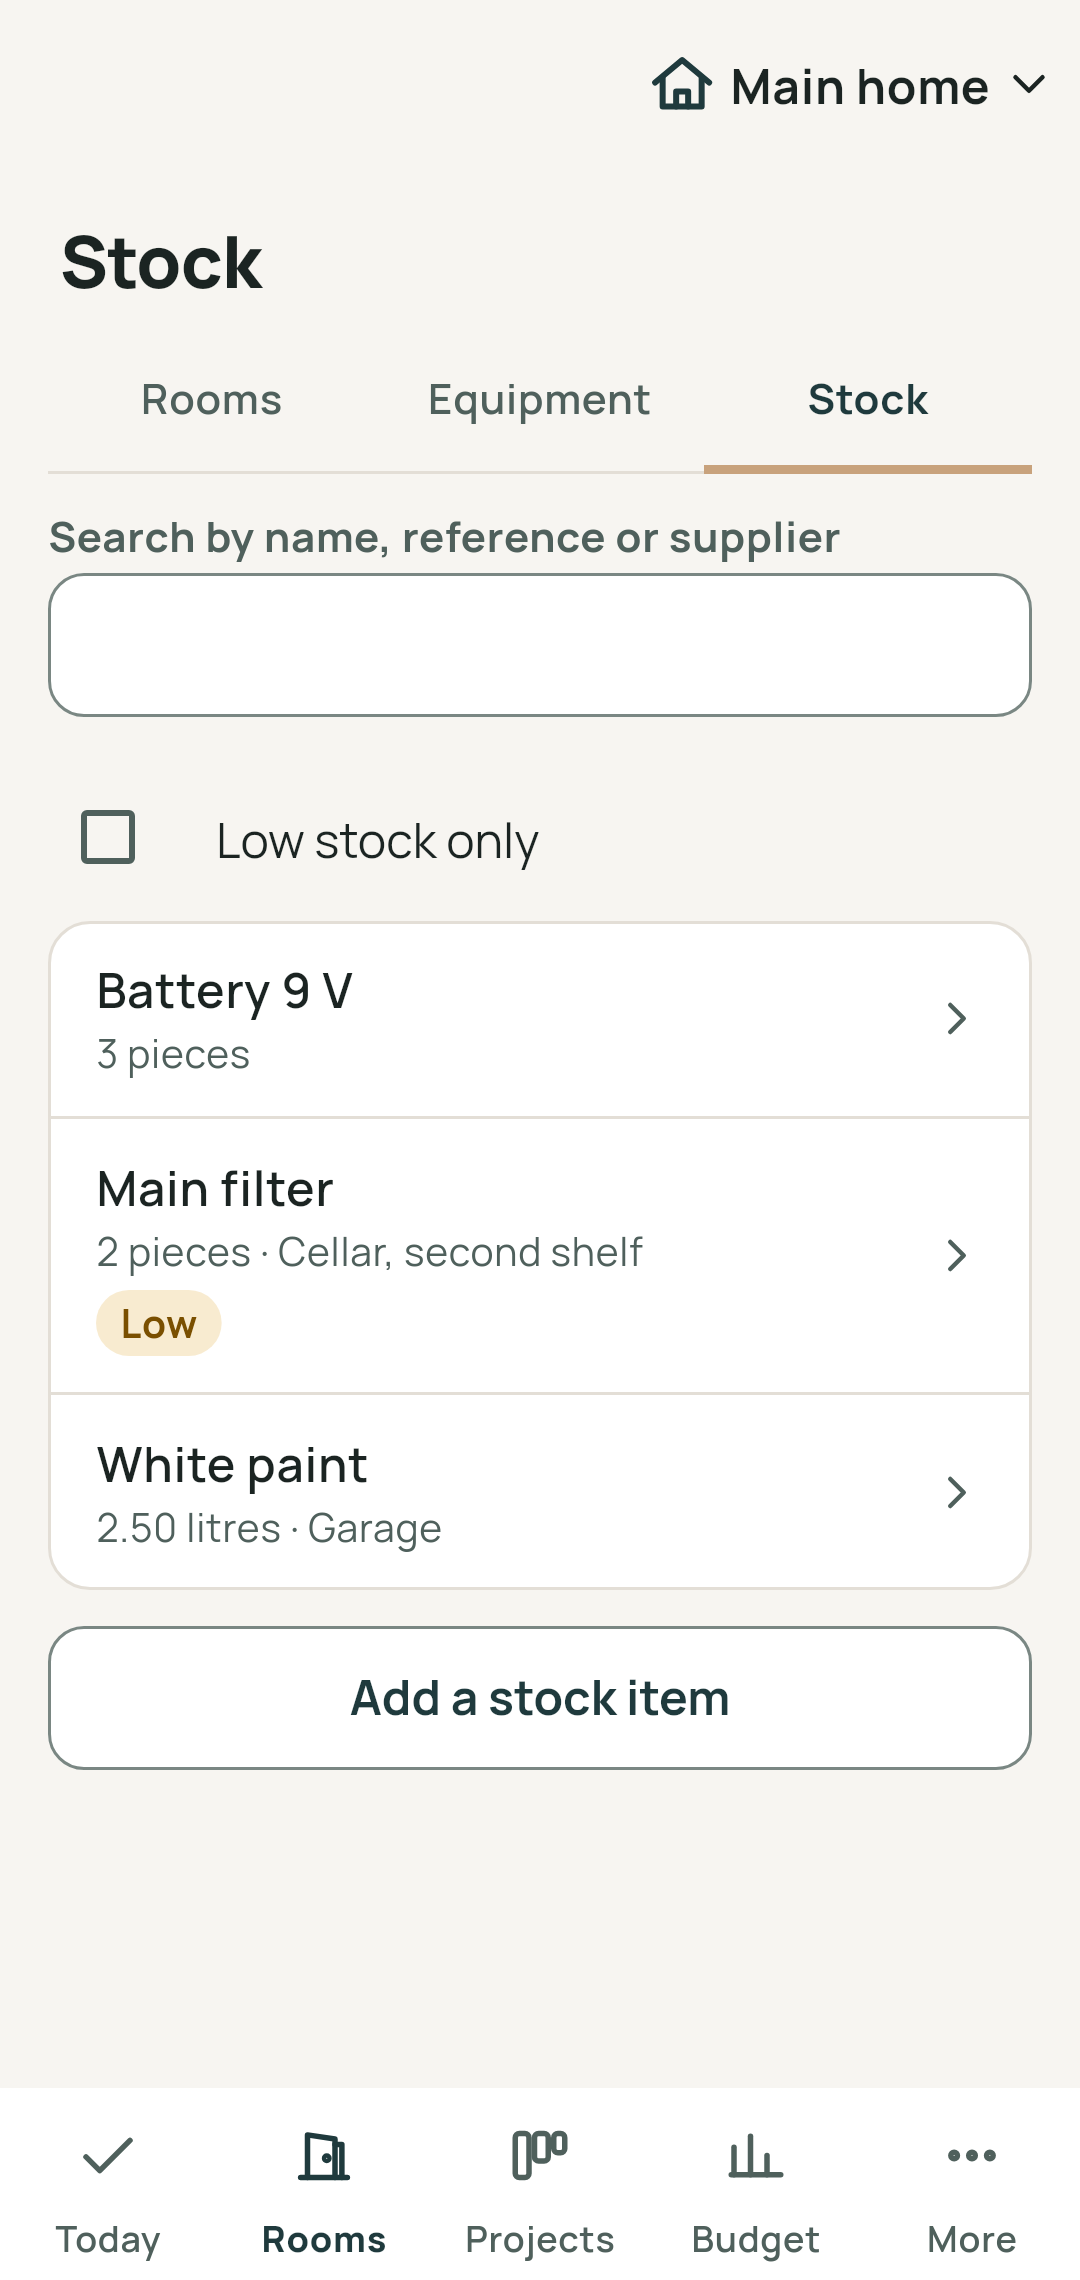 Main home
Stock
Rooms
Equipment
Stock
Search by name, reference or supplier
Low stock only
Battery 9 V
3 pieces
Main filter
2 pieces · Cellar, second shelf
Low
White paint
2.50 litres · Garage
Add a stock item
Today
Rooms
Projects
Budget
More